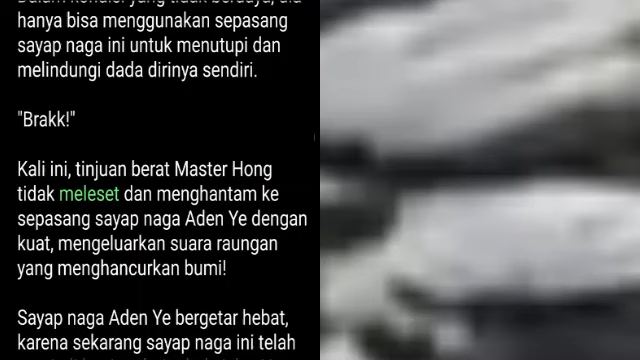 hanya bisa menggunakan sepasang
sayap naga ini untuk menutupi dan
melindungi dada dirinya sendiri.
"Brakk!"
Kali ini, tinjuan berat Master Hong
tidak meleset dan menghantam ke
sepasang sayap naga Aden Ye dengan
kuat, mengeluarkan suara raungan
yang menghancurkan bumi!
Sayap naga Aden Ye bergetar hebat,
karena sekarang sayap naga ini telah